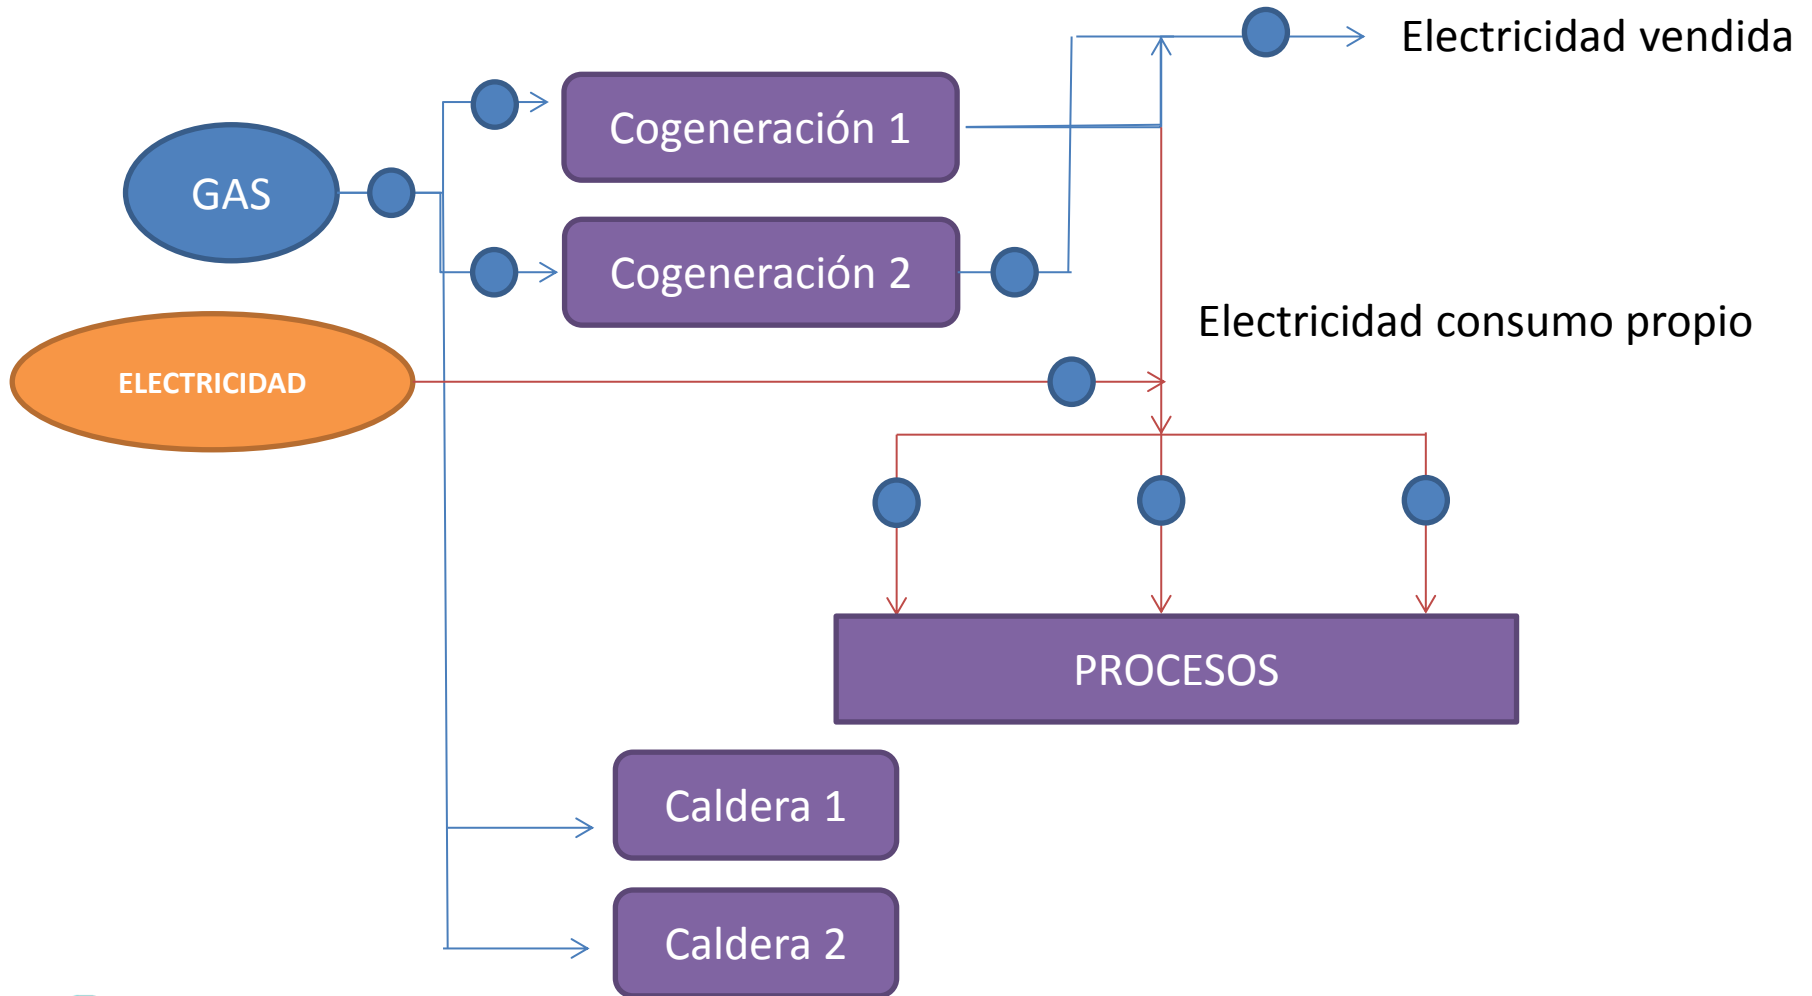 Electricidad vendida
Cogeneración 1
GAS
Cogeneración 2
Electricidad consumo propio
ELECTRICIDAD
PROCESOS
Caldera 1
Caldera 2